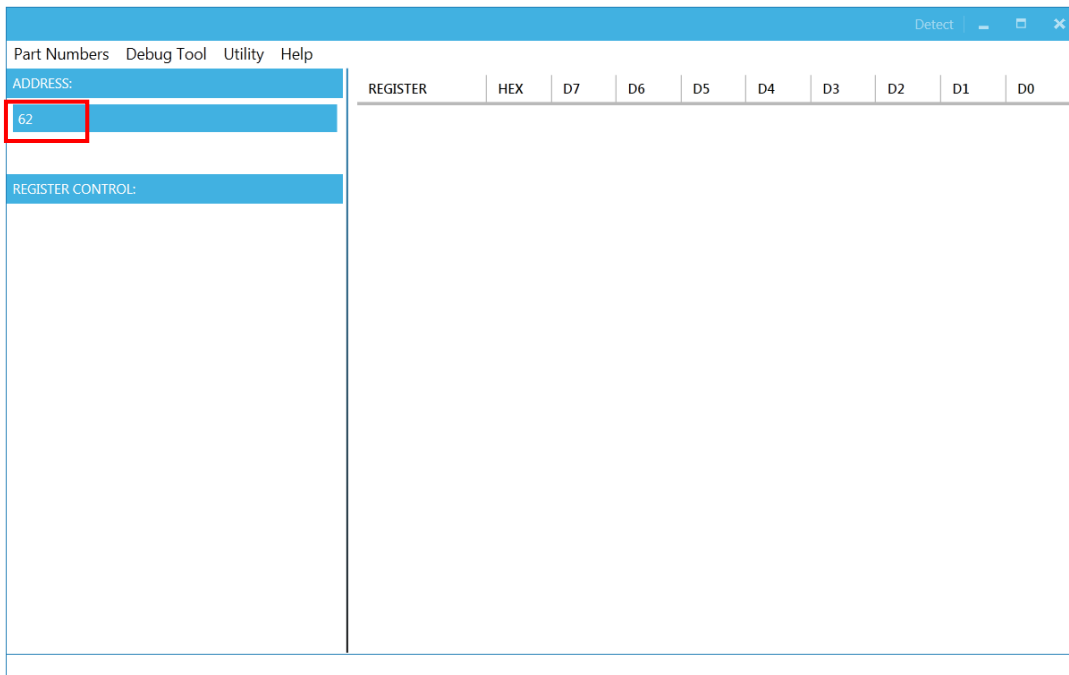 Detect
Part Numbers Debug Tool Utility Help
ADDRESS:
62
REGISTER CONTROL:
REGISTER HEX D7 D6 D5 D4 D3 D2 D1 D0